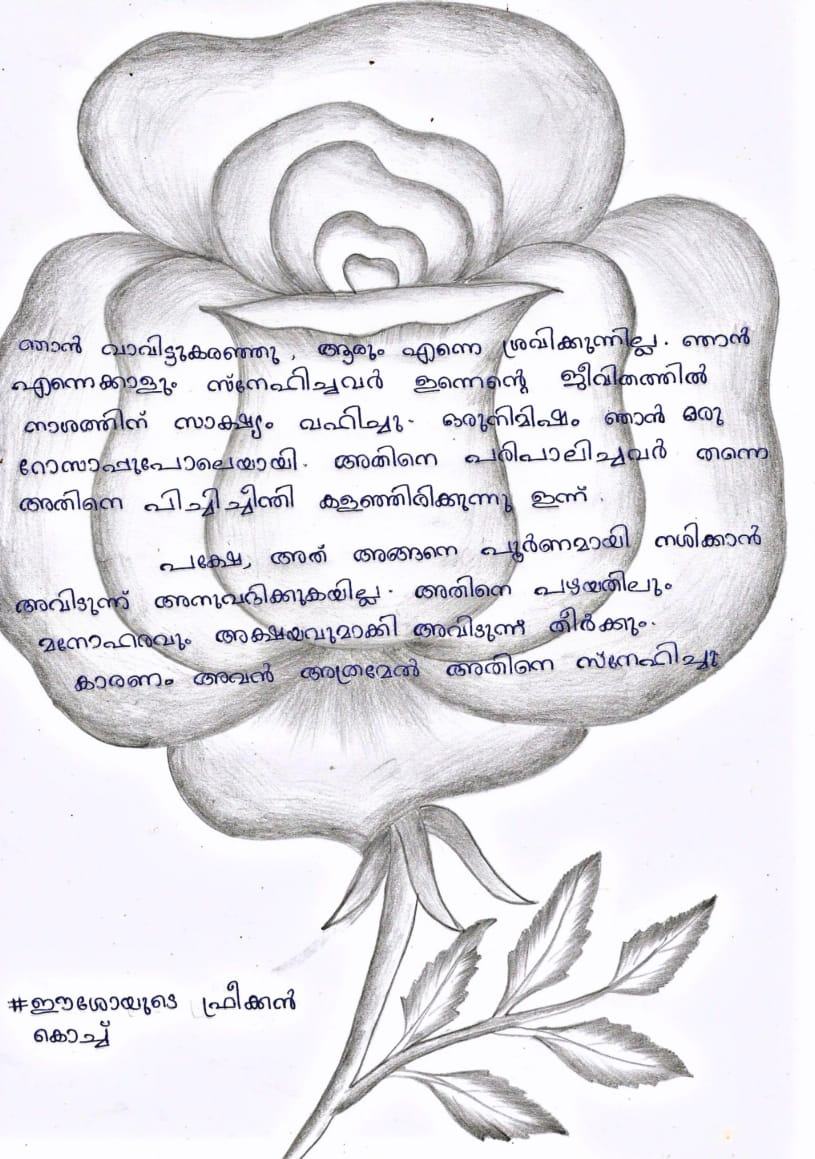 ഞാൻ വാവിട്ടുകരഞ്ഞു, ആരും എന്നെ ശ്രവിക്കുന്നില്ല. ഞാൻ
എന്നെക്കാളും സ്നേഹിച്ചവർ ഇന്നെന്റെ ജീവിതത്തിൽ
നാശത്തിന് സാക്ഷ്യം വഹിച്ചു. ഒരുനിമിഷം ഞാൻ ഒരു
റോസാപ്പൂപോലെയായി. അതിനെ പരിപാലിച്ചവർ തന്നെ
അതിനെ പിച്ചിച്ചീന്തി കളഞ്ഞിരിക്കുന്നു ഇന്ന്.
പക്ഷേ, അത് അങ്ങനെ പൂർണമായി നശിക്കാൻ
അവിടുന്ന് അനുവദിക്കുകയില്ല. അതിനെ പഴയതിലും
മനോഹരവും അക്ഷയവുമാക്കി അവിടുന്ന് തീർക്കും.
കാരണം അവൻ അത്രമേൽ അതിനെ സ്നേഹിച്ചു
#ഈശോയുടെ ഫ്രീക്കൻ
കൊച്ച്